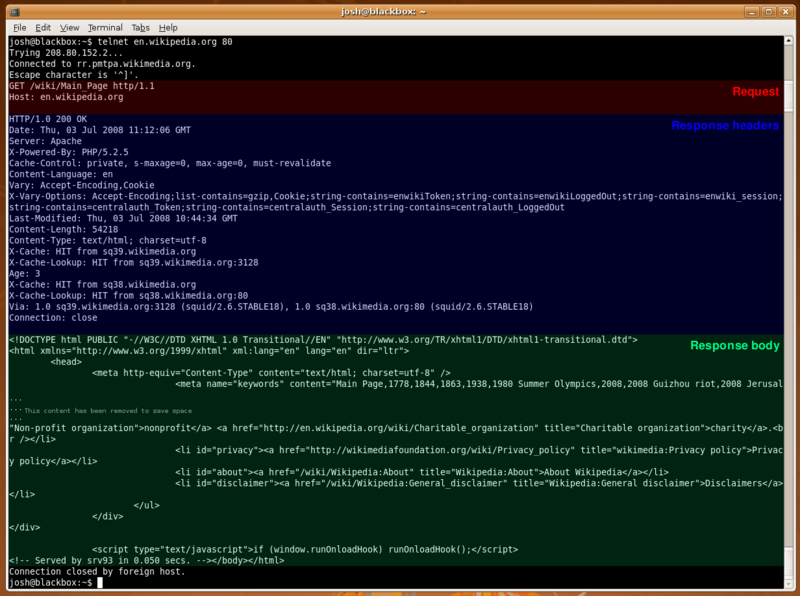 josh@blackbox: ~
File Edit View Terminal Tabs Help
josh@blackbox:~$ telnet en.wikipedia.org 80
Trying 208.80.152.2...
Connected to rr.pmtpa.wikimedia.org.
Escape character is '^]'.
GET /wiki/Main_Page http/1.1
Request
Host: en.wikipedia.org
HTTP/1.0 200 OK
Response headers
Date: Thu, 03 Jul 2008 11:12:06 GMT
Server: Apache
X-Powered-By: PHP/5.2.5
Cache-Control: private, s-maxage=0, max-age=0, must-revalidate
Content-Language: en
Vary: Accept-Encoding,Cookie
X-Vary-Options: Accept-Encoding;list-contains=gzip,Cookie;string-contains=enwikiToken;string-contains=enwikiLoggedOut;string-contains=enwiki_session;
string-contains=centralauth_Token;string-contains=centralauth_Session;string-contains=centralauth_LoggedOut
Last-Modified: Thu, 03 Jul 2008 10:44:34 GMT
Content-Length: 54218
Content-Type: text/html; charset=utf-8
X-Cache: HIT from sq39.wikimedia.org
X-Cache-Lookup: HIT from sq39.wikimedia.org:3128
Age: 3
X-Cache: HIT from sq38.wikimedia.org
X-Cache-Lookup: HIT from sq38.wikimedia.org:80
Via: 1.0 sq39.wikimedia.org:3128 (squid/2.6.STABLE18), 1.0 sq38.wikimedia.org:80 (squid/2.6.STABLE18)
Connection: close
<!DOCTYPE html PUBLIC "-//W3C//DTD XHTML 1.0 Transitional//EN" "http://www.w3.org/TR/xhtml1/DTD/xhtml1-transitional.dtd">
Response body
<html xmlns="http://www.w3.org/1999/xhtml" xml:lang="en" lang="en" dir="ltr">
<head>
<meta http-equiv="Content-Type" content="text/html; charset=utf-8" />
<meta name="keywords" content="Main Page,1778,1844,1863,1938,1980 Summer Olympics,2008,2008 Guizhou riot,2008 Jerusal
...
... This content has been removed to save space
...
"Non-profit organization">nonprofit</a> <a href="http://en.wikipedia.org/wiki/Charitable_organization" title="Charitable organization">charity</a>.<b
r /></li>
<li id="privacy"><a href="http://wikimediafoundation.org/wiki/Privacy_policy" title="wikimedia:Privacy policy">Privac
y policy</a></li>
<li id="about"><a href="/wiki/Wikipedia:About" title="Wikipedia:About">About Wikipedia</a></li>
<li id="disclaimer"><a href="/wiki/Wikipedia:General_disclaimer" title="Wikipedia:General disclaimer">Disclaimers</a>
</li>
</ul>
</div>
</div>
<script type="text/javascript">if (window.runOnloadHook) runOnloadHook();</script>
<!-- Served by srv93 in 0.050 secs. --></body></html>
Connection closed by foreign host.
josh@blackbox:~$